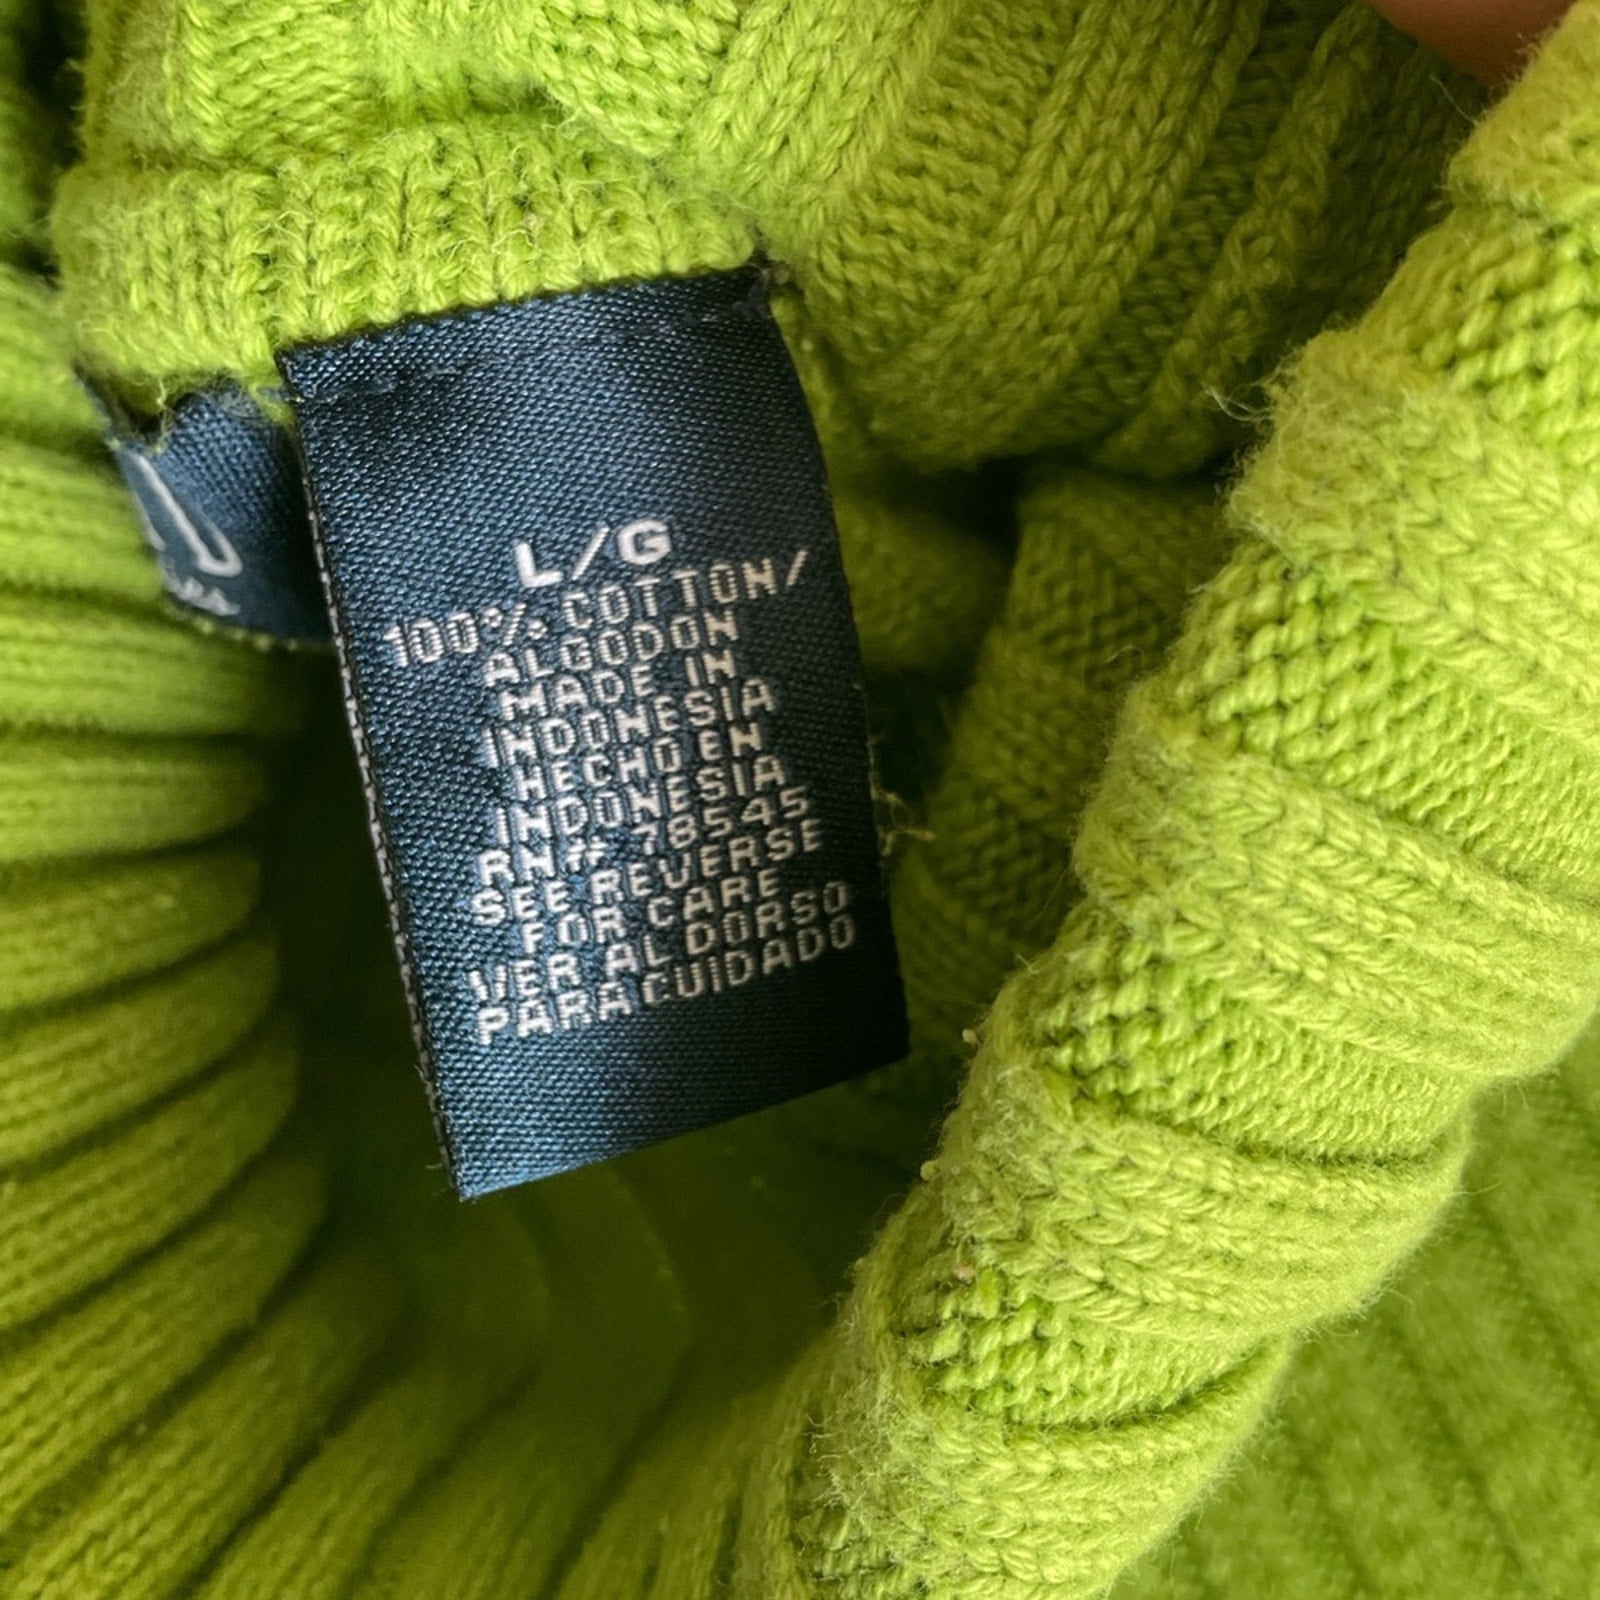 L/G
100% COTTON/
ALGODON
MADE IN
INDONESIA
HECHO EN
INDONESIA
RN# 78545
SEE REVERSE
FOR CARE
VER AL DORSO
PARA CUIDADO